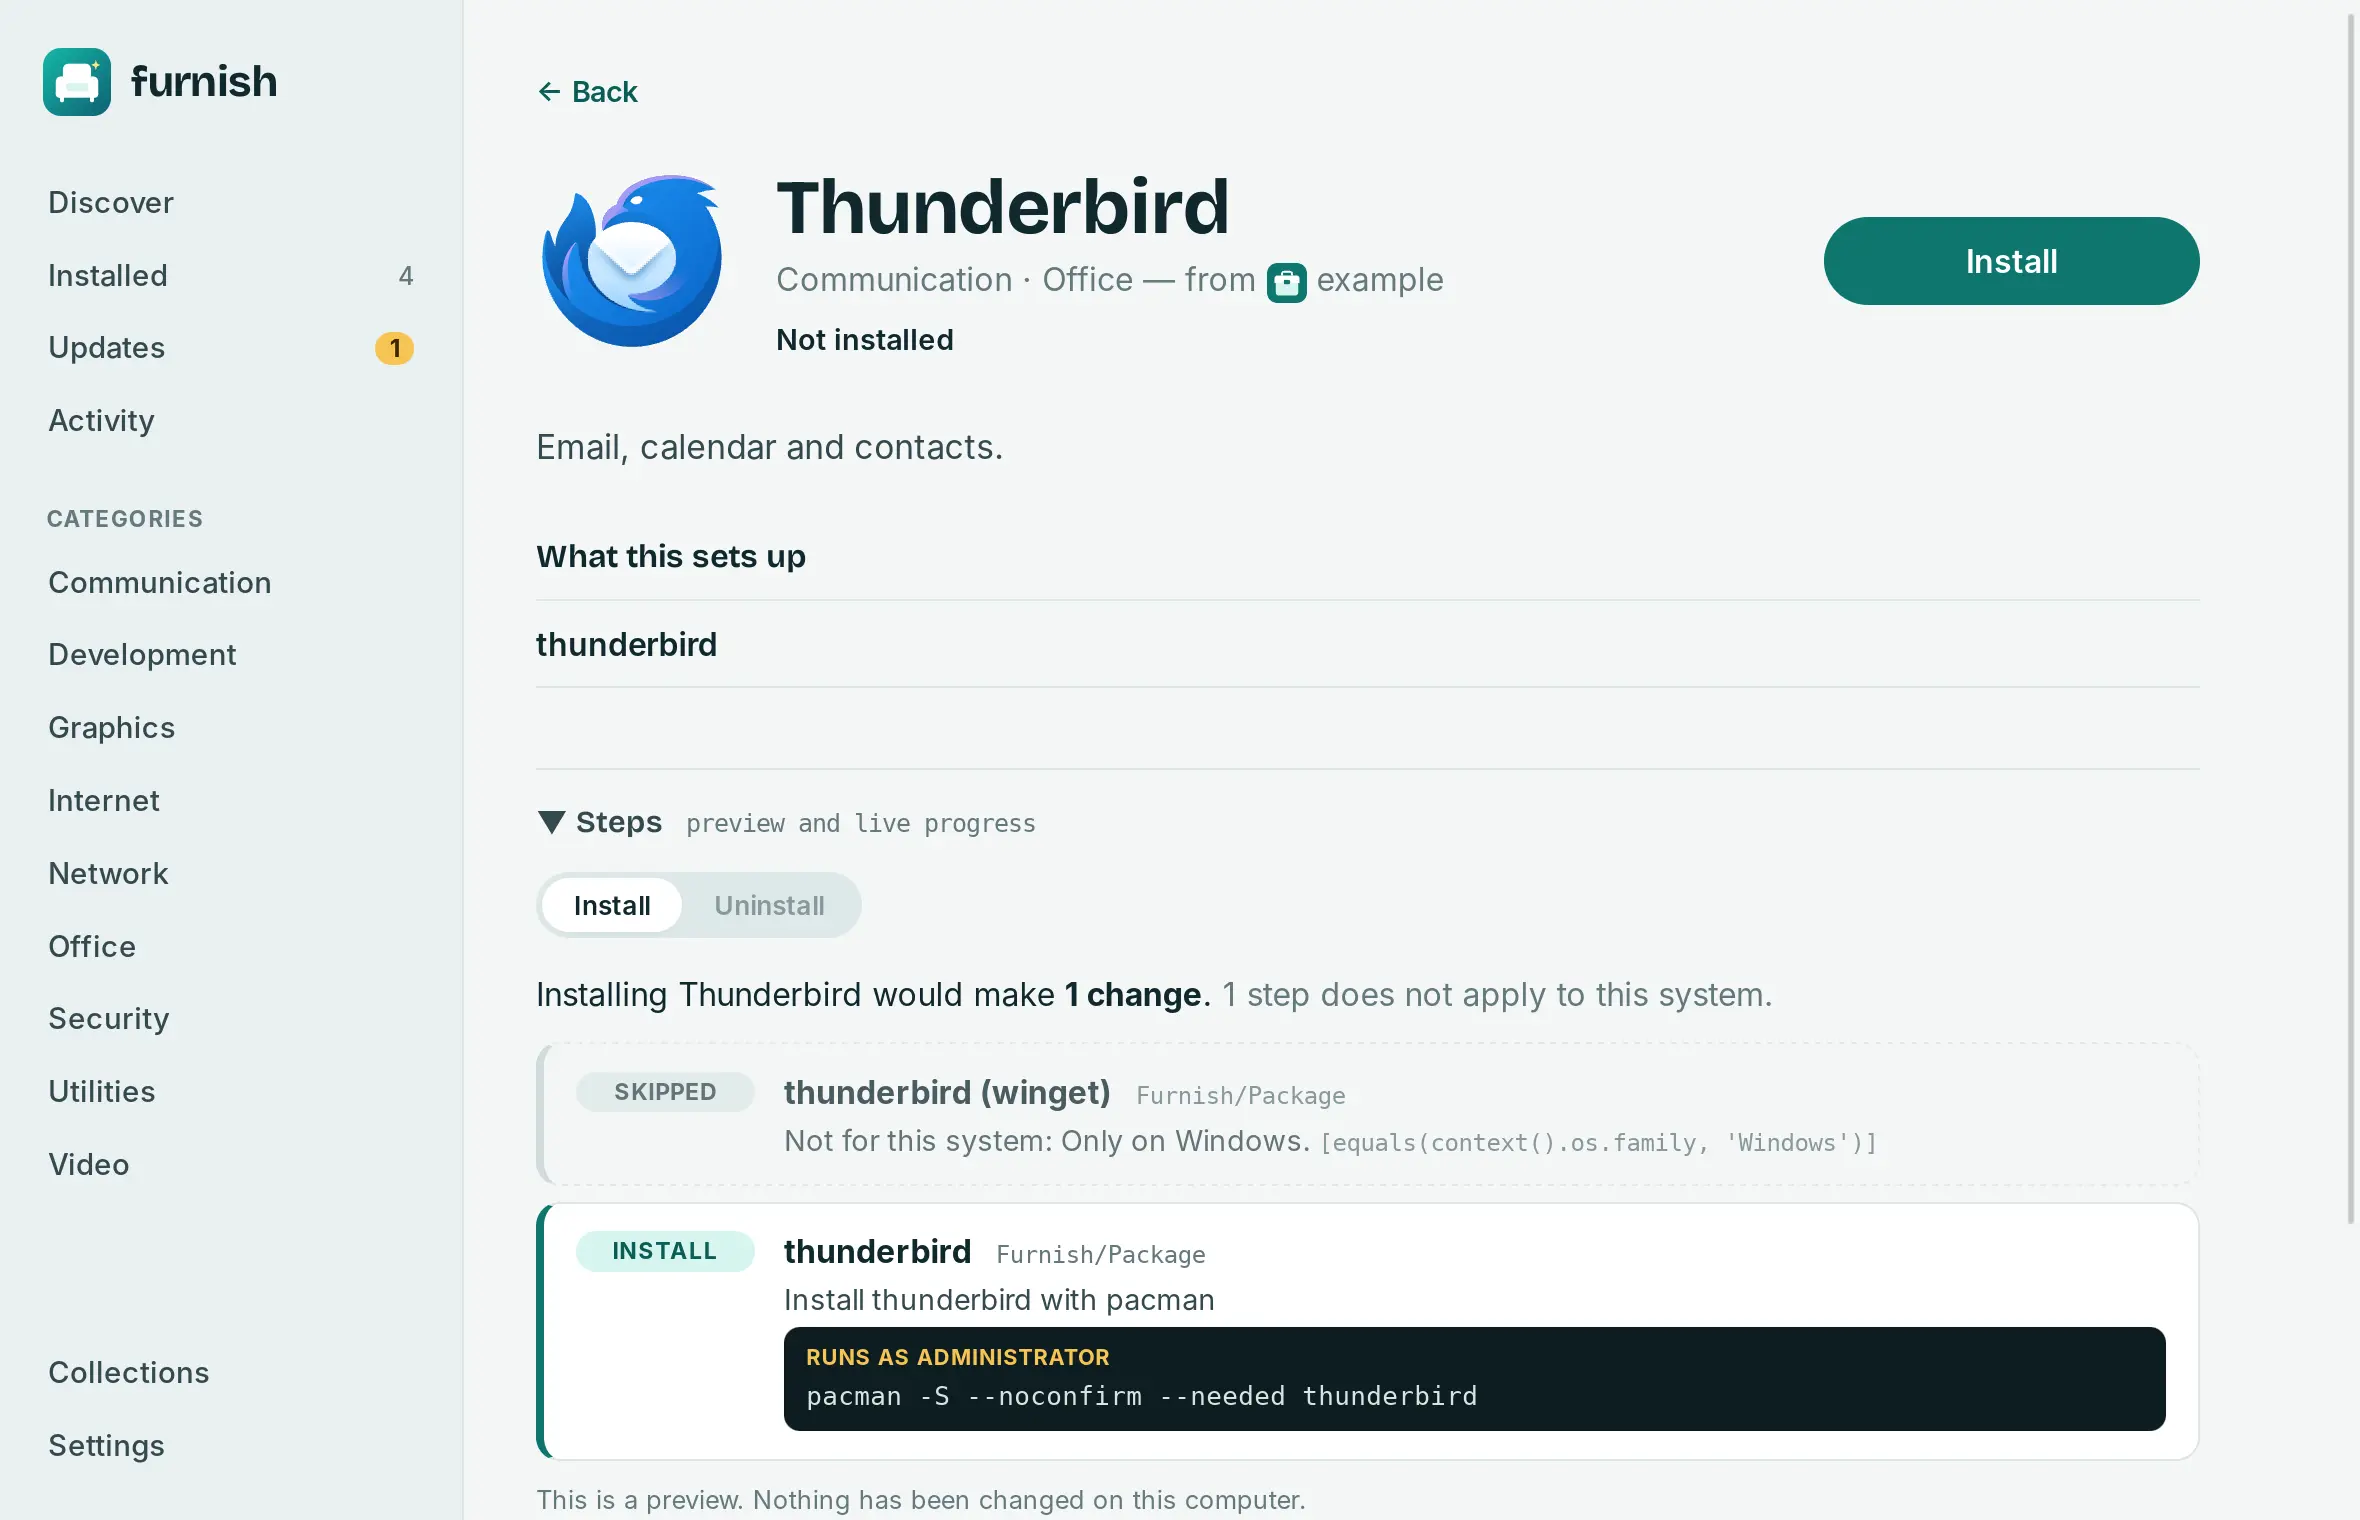 furnish
Discover
Installed 4
Updates 1
Activity
CATEGORIES
Communication
Development
Graphics
Internet
Network
Office
Security
Utilities
Video
Collections
Settings
← Back
Thunderbird
Communication · Office — from example
Not installed
Install
Email, calendar and contacts.
What this sets up
thunderbird
▼ Steps preview and live progress
Install Uninstall
Installing Thunderbird would make 1 change. 1 step does not apply to this system.
SKIPPED thunderbird (winget) Furnish/Package
Not for this system: Only on Windows. [equals(context().os.family, 'Windows')]
INSTALL thunderbird Furnish/Package
Install thunderbird with pacman
RUNS AS ADMINISTRATOR
pacman -S --noconfirm --needed thunderbird
This is a preview. Nothing has been changed on this computer.